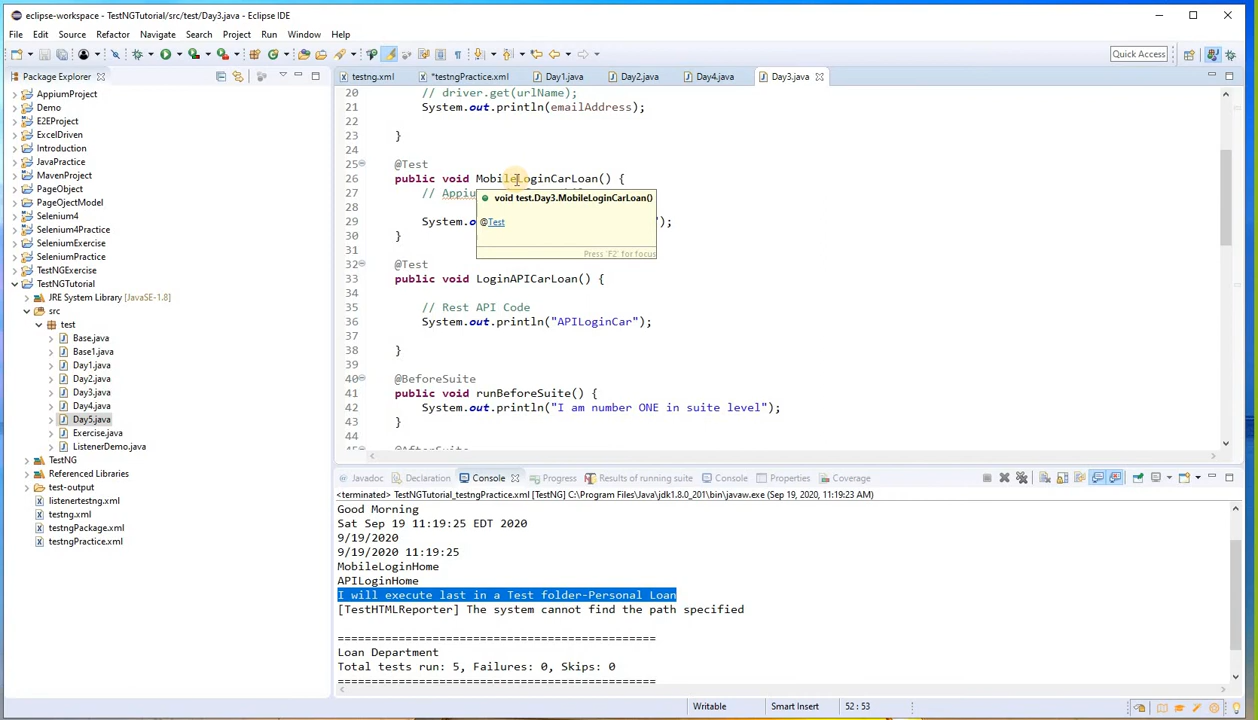 eclipse-workspace - TestNGTutorial/src/test/Day3.java - Eclipse IDE
File Edit Source Refactor Navigate Search Project Run Window Help
Quick Access
Package Explorer
AppiumProject
Demo
E2EProject
ExcelDriven
Introduction
JavaPractice
MavenProject
PageObject
PageOjectModel
Selenium4
Selenium4Practice
SeleniumExercise
SeleniumPractice
TestNGExercise
TestNGTutorial
JRE System Library [JavaSE-1.8]
src
test
Base.java
Base1.java
Day1.java
Day2.java
Day3.java
Day4.java
Day5.java
Exercise.java
ListenerDemo.java
TestNG
Referenced Libraries
test-output
listenertestng.xml
testng.xml
testngPackage.xml
testngPractice.xml
testng.xml *testngPractice.xml Day1.java Day2.java Day4.java Day3.java
20 // driver.get(urlName);
21 System.out.println(emailAddress);
22
23 }
24
25 @Test
26 public void MobileLoginCarLoan() {
27 // Appiu
28
29 System.o ");
30 }
31
32 @Test
33 public void LoginAPICarLoan() {
34
35 // Rest API Code
36 System.out.println("APILoginCar");
37
38 }
39
40 @BeforeSuite
41 public void runBeforeSuite() {
42 System.out.println("I am number ONE in suite level");
43 }
44
void test.Day3.MobileLoginCarLoan()
@Test
Press 'F2' for focus
Javadoc Declaration Console Progress Results of running suite Console Properties Coverage
<terminated> TestNGTutorial_testngPractice.xml [TestNG] C:\Program Files\Java\jdk1.8.0_201\bin\javaw.exe (Sep 19, 2020, 11:19:23 AM)
Good Morning
Sat Sep 19 11:19:25 EDT 2020
9/19/2020
9/19/2020 11:19:25
MobileLoginHome
APILoginHome
I will execute last in a Test folder-Personal Loan
[TestHTMLReporter] The system cannot find the path specified
===============================================
Loan Department
Total tests run: 5, Failures: 0, Skips: 0
===============================================
Writable Smart Insert 52 : 53